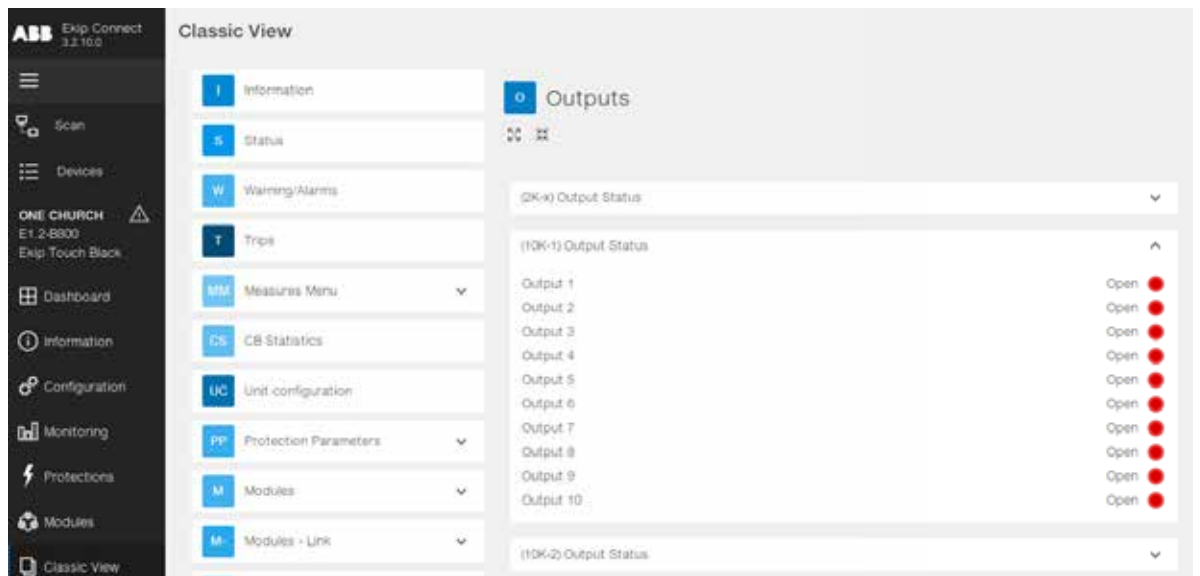 ABB Ekip Connect
3.2.10.0
Scan
Devices
ONE CHURCH
E1.2-B800
Ekip Touch Black
Dashboard
Information
Configuration
Monitoring
Protections
Modules
Classic View
Classic View
I Information
S Status
W Warning/Alarms
T Trips
MM Measures Menu
CS CB Statistics
UC Unit configuration
PP Protection Parameters
M Modules
M- Modules - Link
O Outputs
(2K-x) Output Status
(10K-1) Output Status
Output 1 Open
Output 2 Open
Output 3 Open
Output 4 Open
Output 5 Open
Output 6 Open
Output 7 Open
Output 8 Open
Output 9 Open
Output 10 Open
(10K-2) Output Status